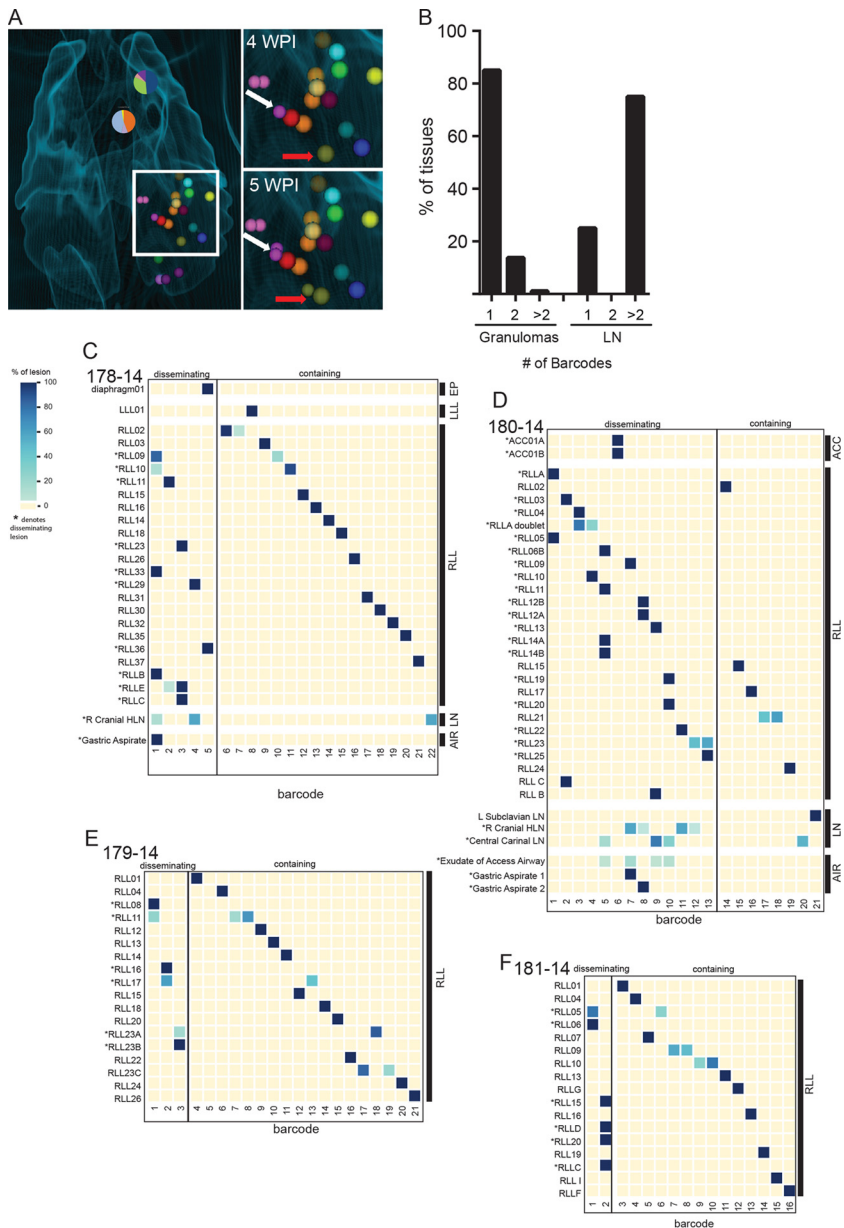 A
4 WPI
5 WPI
B
% of tissues
100
80
60
40
20
1 2 >2 1 2 >2
Granulomas LN
# of Barcodes
% of lesion
100
80
60
40
20
0
0
* denotes
disseminating
lesion
C
178-14
disseminating containing
diaphragm01
LLL01
RLL02
RLL03
*RLL09
*RLL10
*RLL11
RLL15
RLL16
RLL14
RLL18
*RLL23
RLL26
*RLL33
*RLL29
RLL31
RLL30
RLL32
RLL35
*RLL36
RLL37
*RLLB
*RLLE
*RLLC
*R Cranial HLN
*Gastric Aspirate
EP
LLL
RLL
LN
AIR
1 2 3 4 5 6 7 8 9 10 11 12 13 14 15 16 17 18 19 20 21 22
barcode
D
180-14
disseminating containing
*ACC01A
*ACC01B
*RLLA
RLL02
*RLL03
*RLL04
*RLLA doublet
*RLL05
*RLL06B
*RLL09
*RLL10
*RLL11
*RLL12B
*RLL12A
*RLL13
*RLL14A
*RLL14B
RLL15
*RLL19
RLL17
*RLL20
RLL21
*RLL22
*RLL23
*RLL25
RLL24
RLL C
RLL B
L Subclavian LN
*R Cranial HLN
*Central Carinal LN
*Exudate of Access Airway
*Gastric Aspirate 1
*Gastric Aspirate 2
ACC
RLL
LN
AIR
1 2 3 4 5 6 7 8 9 10 11 12 13 14 15 16 17 18 19 20 21
barcode
E
179-14
disseminating containing
RLL01
RLL04
*RLL08
*RLL11
RLL12
RLL13
RLL14
*RLL16
*RLL17
RLL15
RLL18
RLL20
*RLL23A
*RLL23B
RLL22
RLL23C
RLL24
RLL26
RLL
1 2 3 4 5 6 7 8 9 10 11 12 13 14 15 16 17 18 19 20 21
barcode
F
181-14
disseminating containing
RLL01
RLL04
*RLL05
*RLL06
RLL07
RLL09
RLL10
RLL13
RLLG
*RLL15
RLL16
*RLLD
*RLL20
RLL19
*RLLC
RLL I
RLLF
RLL
1 2 3 4 5 6 7 8 9 10 11 12 13 14 15 16
barcode